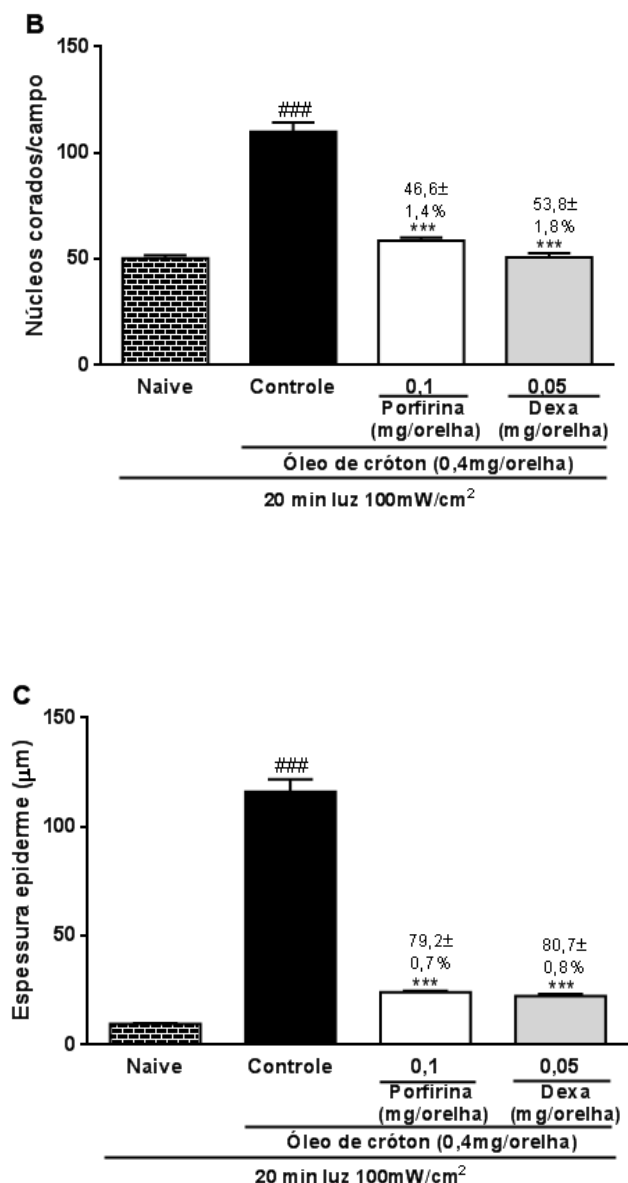 B
Núcleos corados/campo
150
100
50
0
###
46,6±
1,4%
***
53,8±
1,8%
***
Naive
Controle
0,1
0,05
Porfirina
(mg/orelha)
Dexa
(mg/orelha)
Óleo de cróton (0,4mg/orelha)
20 min luz 100mW/cm²
C
Espessura epiderme (μm)
150
100
50
0
###
79,2±
0,7%
***
80,7±
0,8%
***
Naive
Controle
0,1
0,05
Porfirina
(mg/orelha)
Dexa
(mg/orelha)
Óleo de cróton (0,4mg/orelha)
20 min luz 100mW/cm²